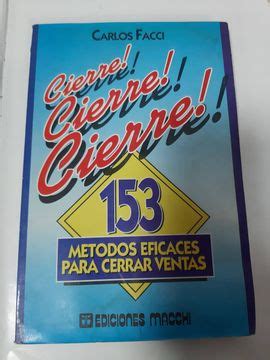 CARLOS FACCI
Cierre!
Cierre!
Cierre!
153
METODOS EFICACES
PARA CERRAR VENTAS
EDICIONES MACCHI